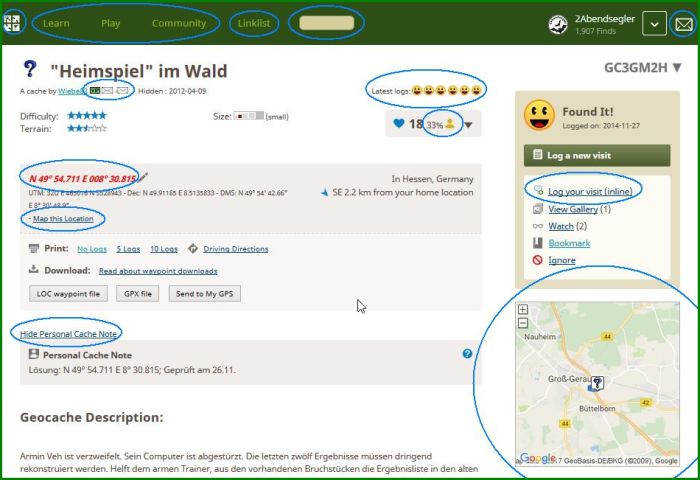 Learn Play Community Linklist
2Abendsegler
1,907 Finds
"Heimspiel" im Wald
GC3GM2H ▼
A cache by Wiebe Hidden : 2012-04-09
Latest logs:
Difficulty:
Terrain:
Size: (small)
18 33%
Found It!
Logged on: 2014-11-27
Log a new visit
Log your visit (inline)
View Gallery (1)
Watch (2)
Bookmark
Ignore
N 49° 54.711 E 008° 30.815
In Hessen, Germany
UTM: 32U E 465076 N 5528943 - Dec: N 49.91185 E 8.5135833 - DMS: N 49° 54' 42.66"
E 8° 30' 48.9"
SE 2.2 km from your home location
- Map this Location
Print: No Logs 5 Logs 10 Logs Driving Directions
Download: Read about waypoint downloads
LOC waypoint file GPX file Send to My GPS
Hide Personal Cache Note
Personal Cache Note
Lösung: N 49° 54.711 E 8° 30.815; Geprüft am 26.11.
Nauheim
44
Groß-Gerau
42
Büttelborn
44
Google
GeoBasis-DE/BKG (©2009), Google
Geocache Description:
Armin Veh ist verzweifelt. Sein Computer ist abgestürzt. Die letzten zwölf Ergebnisse müssen dringend
rekonstruiert werden. Helft dem armen Trainer, aus den vorhandenen Bruchstücken die Ergebnisliste in den alten